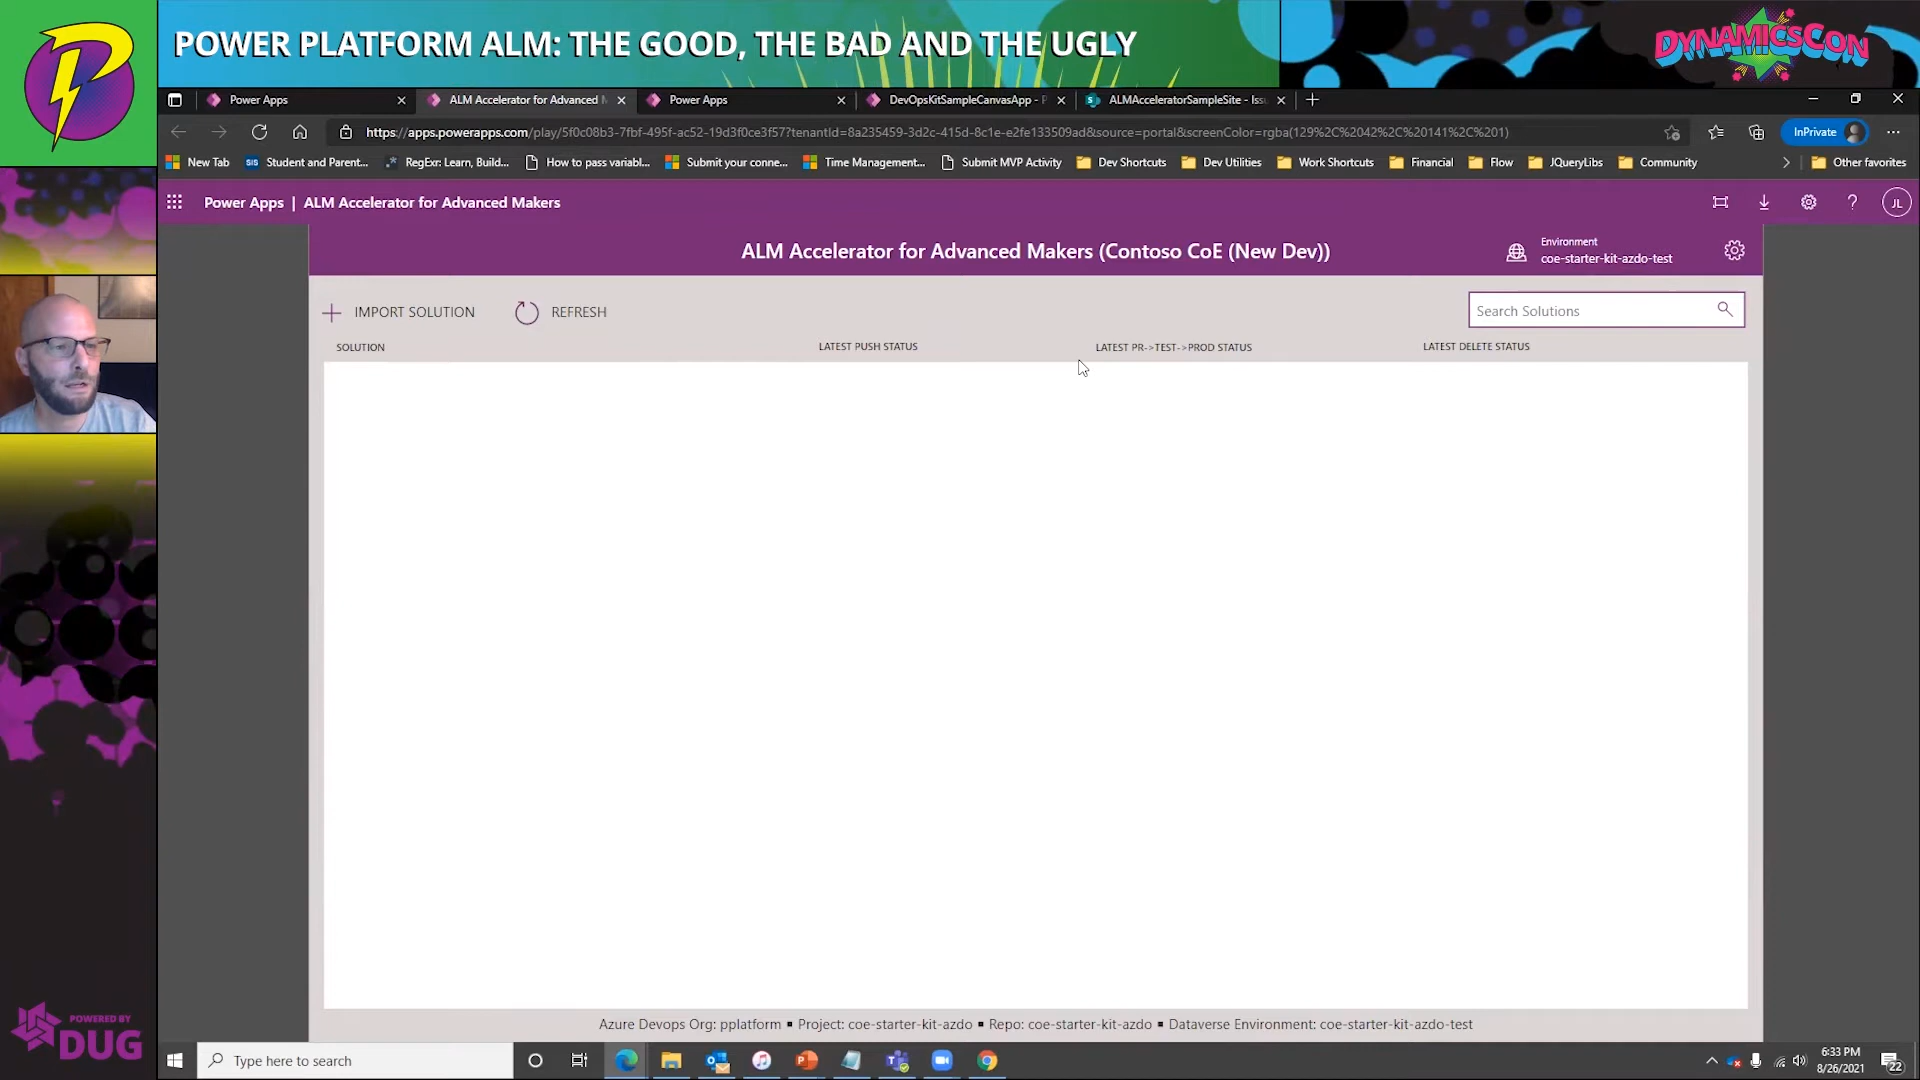 POWER PLATFORM ALM: THE GOOD, THE BAD AND THE UGLY
DYNAMICSCON
Power Apps
ALM Accelerator for Advanced M
Power Apps
DevOpsKitSampleCanvasApp - P
ALMAcceleratorSampleSite - Issu
https://apps.powerapps.com/play/5f0c08b3-7fbf-495f-ac52-19d3f0ce3f57?tenantId=8a235459-3d2c-415d-8c1e-e2fe133509ad&source=portal&screenColor=rgba(129%2C%2042%2C%20141%2C%201)
InPrivate
New Tab
SIS
Student and Parent...
RegExr: Learn, Build...
How to pass variabl...
Submit your conne...
Time Management...
Submit MVP Activity
Dev Shortcuts
Dev Utilities
Work Shortcuts
Financial
Flow
JQueryLibs
Community
Other favorites
Power Apps | ALM Accelerator for Advanced Makers
?
JL
ALM Accelerator for Advanced Makers (Contoso CoE (New Dev))
Environment
coe-starter-kit-azdo-test
IMPORT SOLUTION
REFRESH
Search Solutions
SOLUTION
LATEST PUSH STATUS
LATEST PR->TEST->PROD STATUS
LATEST DELETE STATUS
Azure Devops Org: pplatform ▪ Project: coe-starter-kit-azdo ▪ Repo: coe-starter-kit-azdo ▪ Dataverse Environment: coe-starter-kit-azdo-test
POWERED BY
DUG
Type here to search
6:33 PM
8/26/2021
22